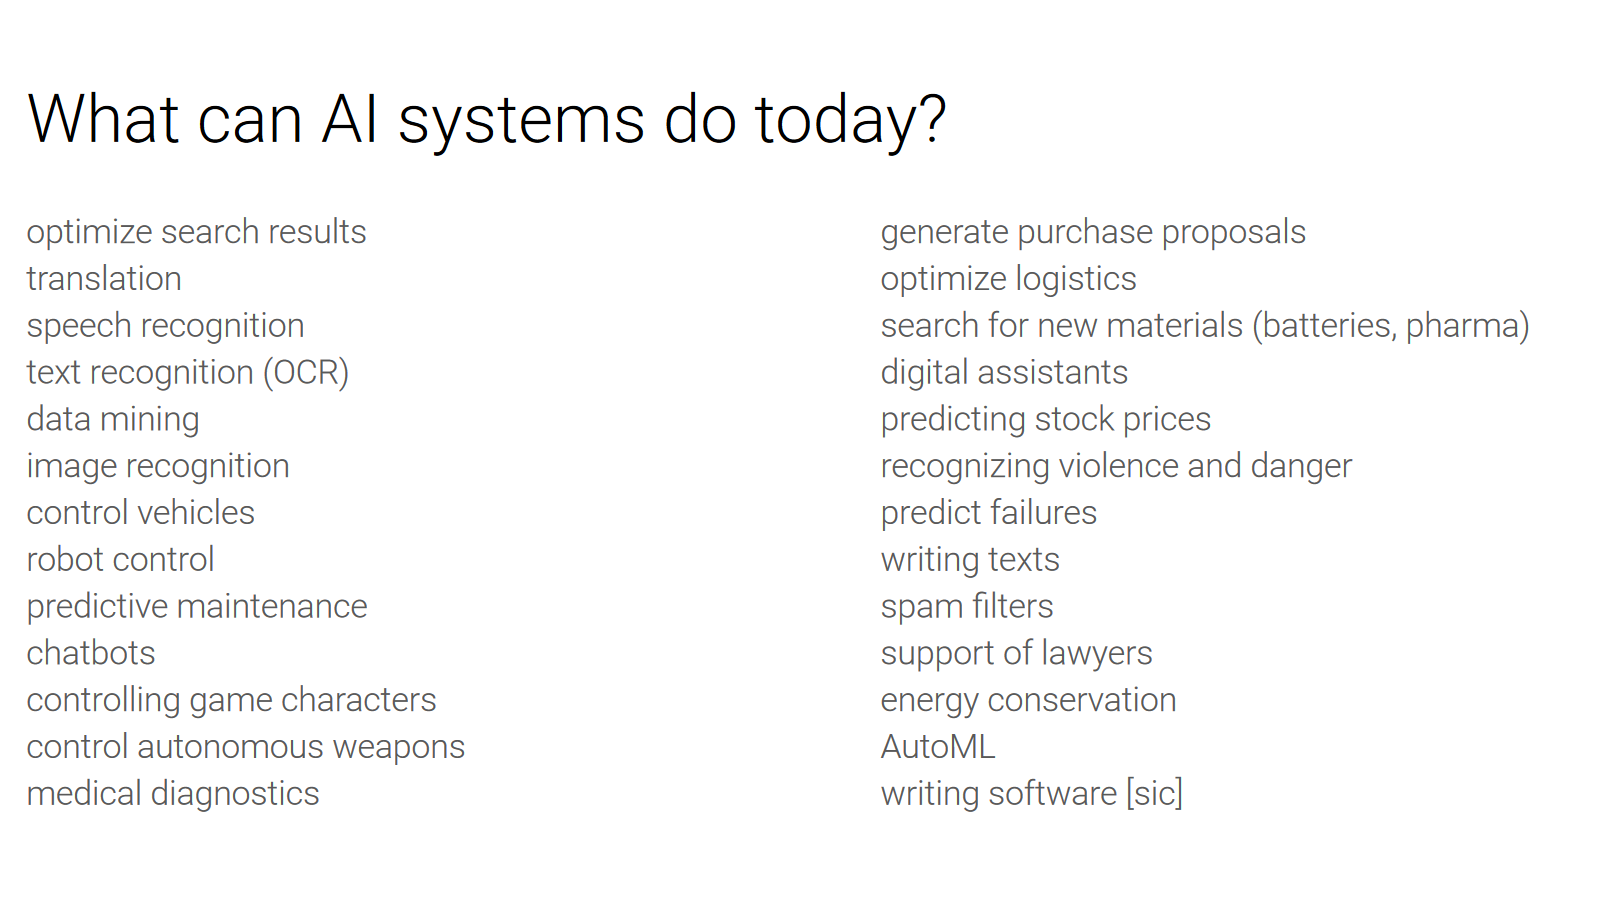 What can AI systems do today?
optimize search results
translation
speech recognition
text recognition (OCR)
data mining
image recognition
control vehicles
robot control
predictive maintenance
chatbots
controlling game characters
control autonomous weapons
medical diagnostics
generate purchase proposals
optimize logistics
search for new materials (batteries, pharma)
digital assistants
predicting stock prices
recognizing violence and danger
predict failures
writing texts
spam filters
support of lawyers
energy conservation
AutoML
writing software [sic]